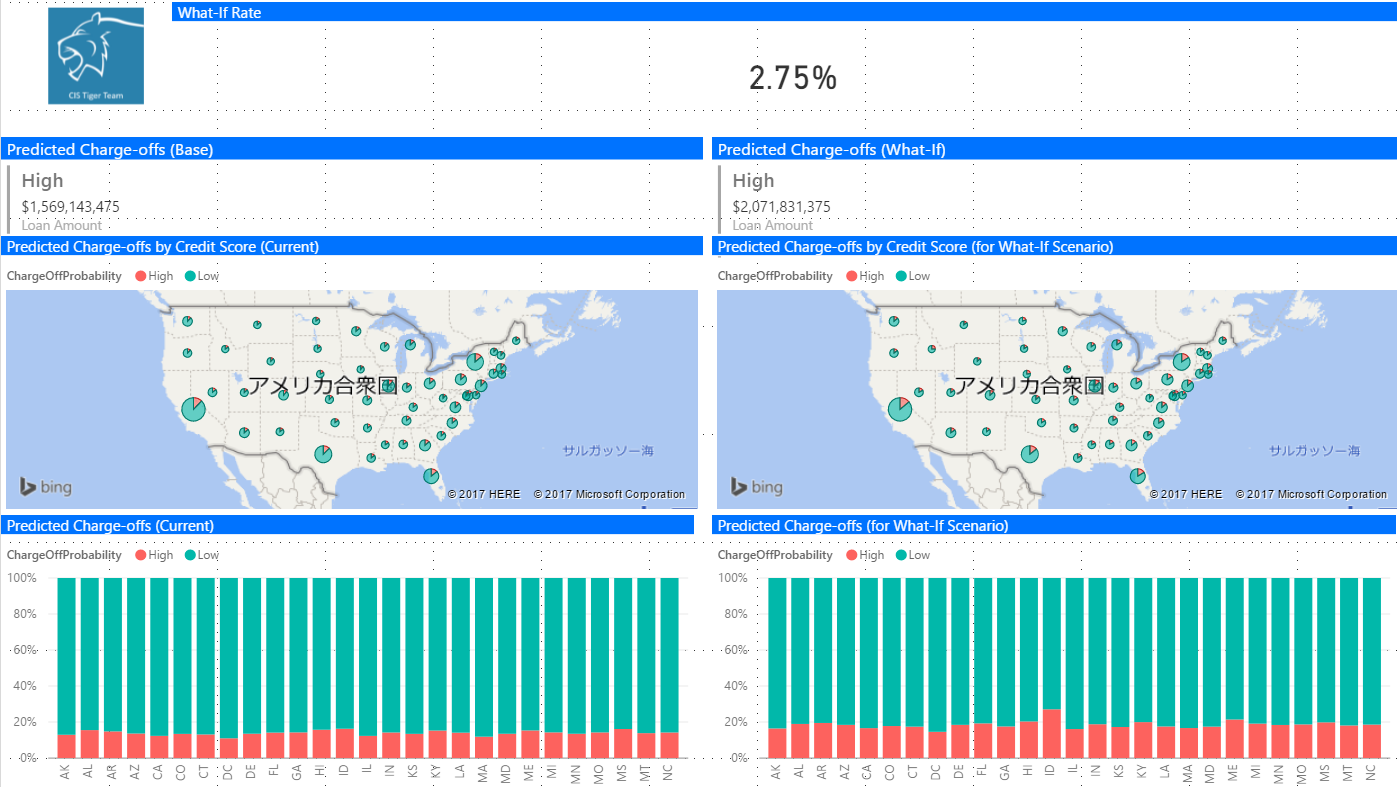 CIS Tiger Team
What-If Rate
2.75%
Predicted Charge-offs (Base)
High
$1,569,143,475
Loan Amount
Predicted Charge-offs (What-If)
High
$2,071,831,375
Loan Amount
Predicted Charge-offs by Credit Score (Current)
ChargeOffProbability High Low
アメリカ合衆国
サルガッソー海
bing
© 2017 HERE © 2017 Microsoft Corporation
Predicted Charge-offs by Credit Score (for What-If Scenario)
ChargeOffProbability High Low
アメリカ合衆国
サルガッソー海
bing
© 2017 HERE © 2017 Microsoft Corporation
Predicted Charge-offs (Current)
ChargeOffProbability High Low
100%
80%
60%
40%
20%
0%
AK AL AR AZ CA CO CT DC DE FL GA HI ID IL IN KS KY LA MA MD ME MI MN MO MS MT NC
Predicted Charge-offs (for What-If Scenario)
ChargeOffProbability High Low
100%
80%
60%
40%
20%
0%
AK AL AR AZ CA CO CT DC DE FL GA HI ID IL IN KS KY LA MA MD ME MI MN MO MS MT NC